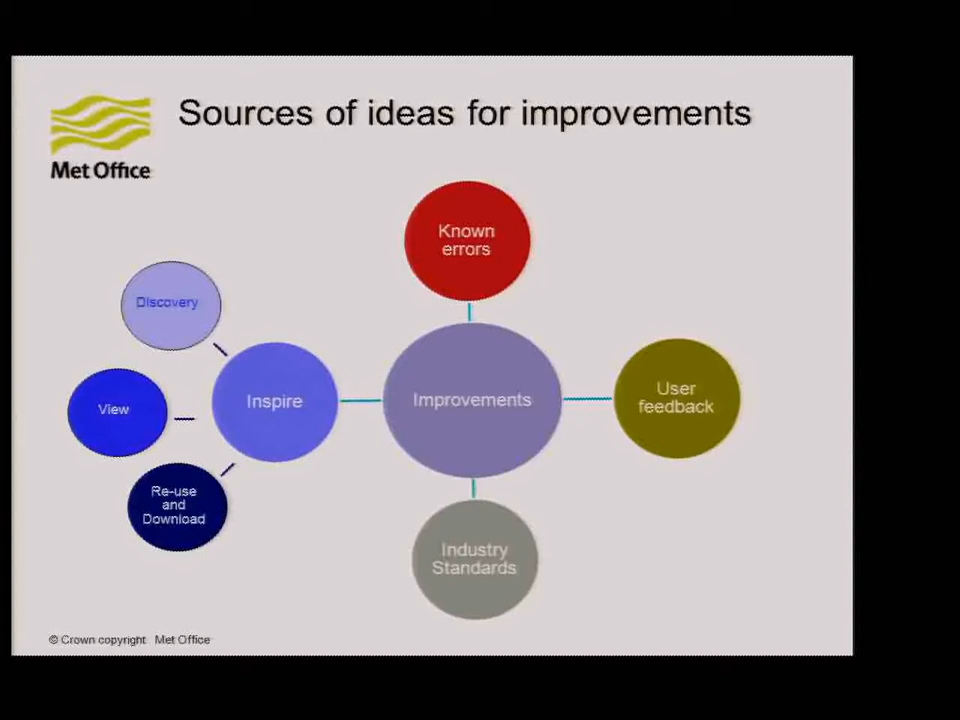 Sources of ideas for improvements
Met Office
Known
errors
Discovery
View
Re-use
and
Download
Inspire
Improvements
User
feedback
Industry
Standards
© Crown copyright Met Office